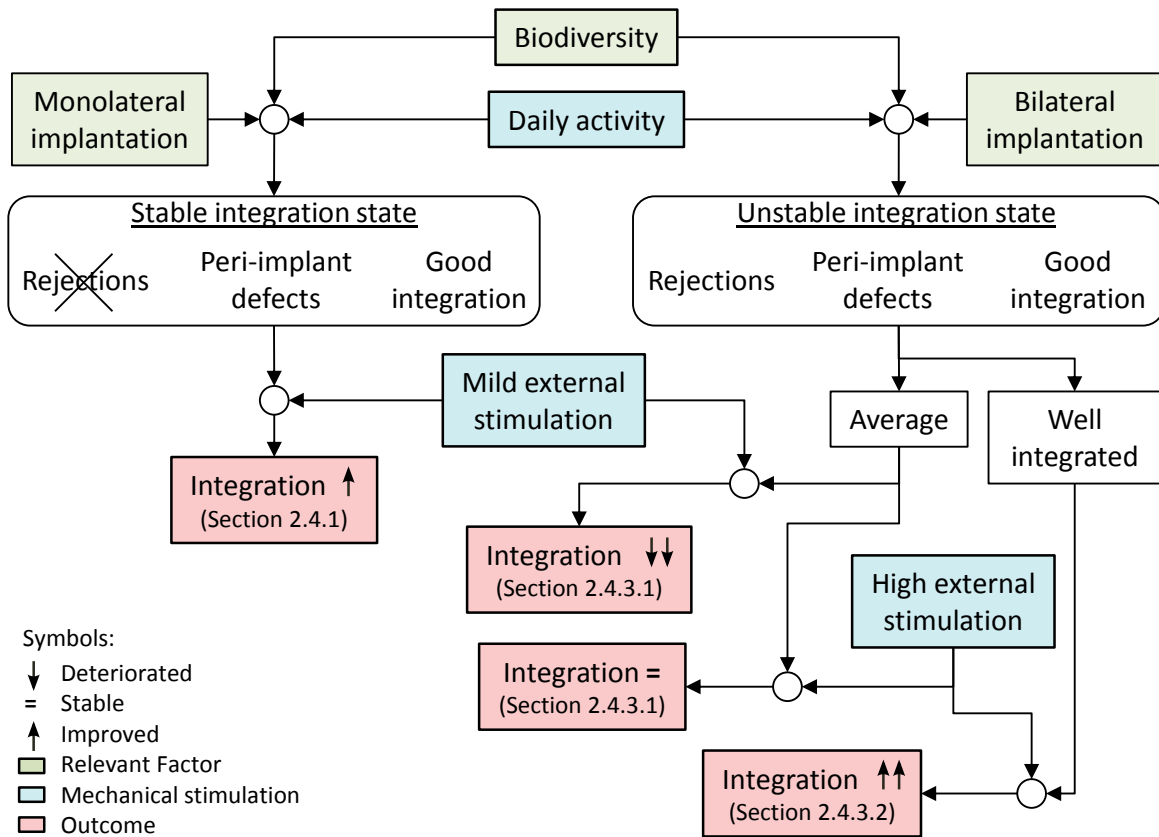 Biodiversity
Monolateral
implantation
Daily activity
Bilateral
implantation
Stable integration state
Rejections
Peri-implant
defects
Good
integration
Unstable integration state
Rejections
Peri-implant
defects
Good
integration
Mild external
stimulation
Average
Well
integrated
Integration ↑
(Section 2.4.1)
Integration ↓↓
(Section 2.4.3.1)
High external
stimulation
Integration =
(Section 2.4.3.1)
Integration ↑↑
(Section 2.4.3.2)
Symbols:
↓ Deteriorated
= Stable
↑ Improved
Relevant Factor
Mechanical stimulation
Outcome